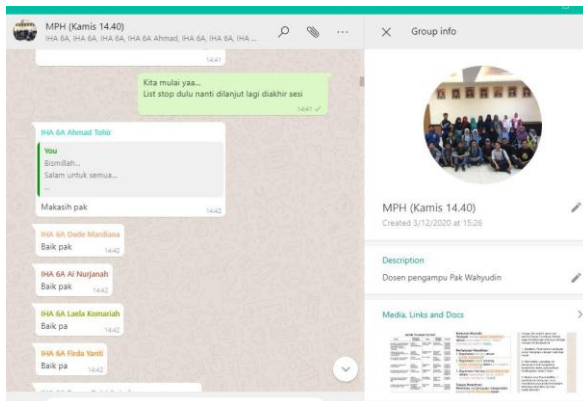 MPH (Kamis 14.40)
IHA 6A, IHA 6A, IHA 6A, IHA 6A Ahmad, IHA 6A, IHA 6A, IHA ...
14:41
Kita mulai yaa...
List stop dulu nanti dilanjut lagi diakhir sesi
14:41
IHA 6A Ahmad Tohir
You
Bismillah...
Salam untuk semua...
...
Makasih pak
14:42
IHA 6A Dede Mardiana
Baik pak
14:42
IHA 6A Ai Nurjanah
Baik pak
14:42
IHA 6A Laela Komariah
Baik pa
14:42
IHA 6A Firda Yanti
Baik pa
14:42
Group info
MPH (Kamis 14.40)
Created 3/12/2020 at 15:26
Description
Dosen pengampu Pak Wahyudin
Media, Links and Docs